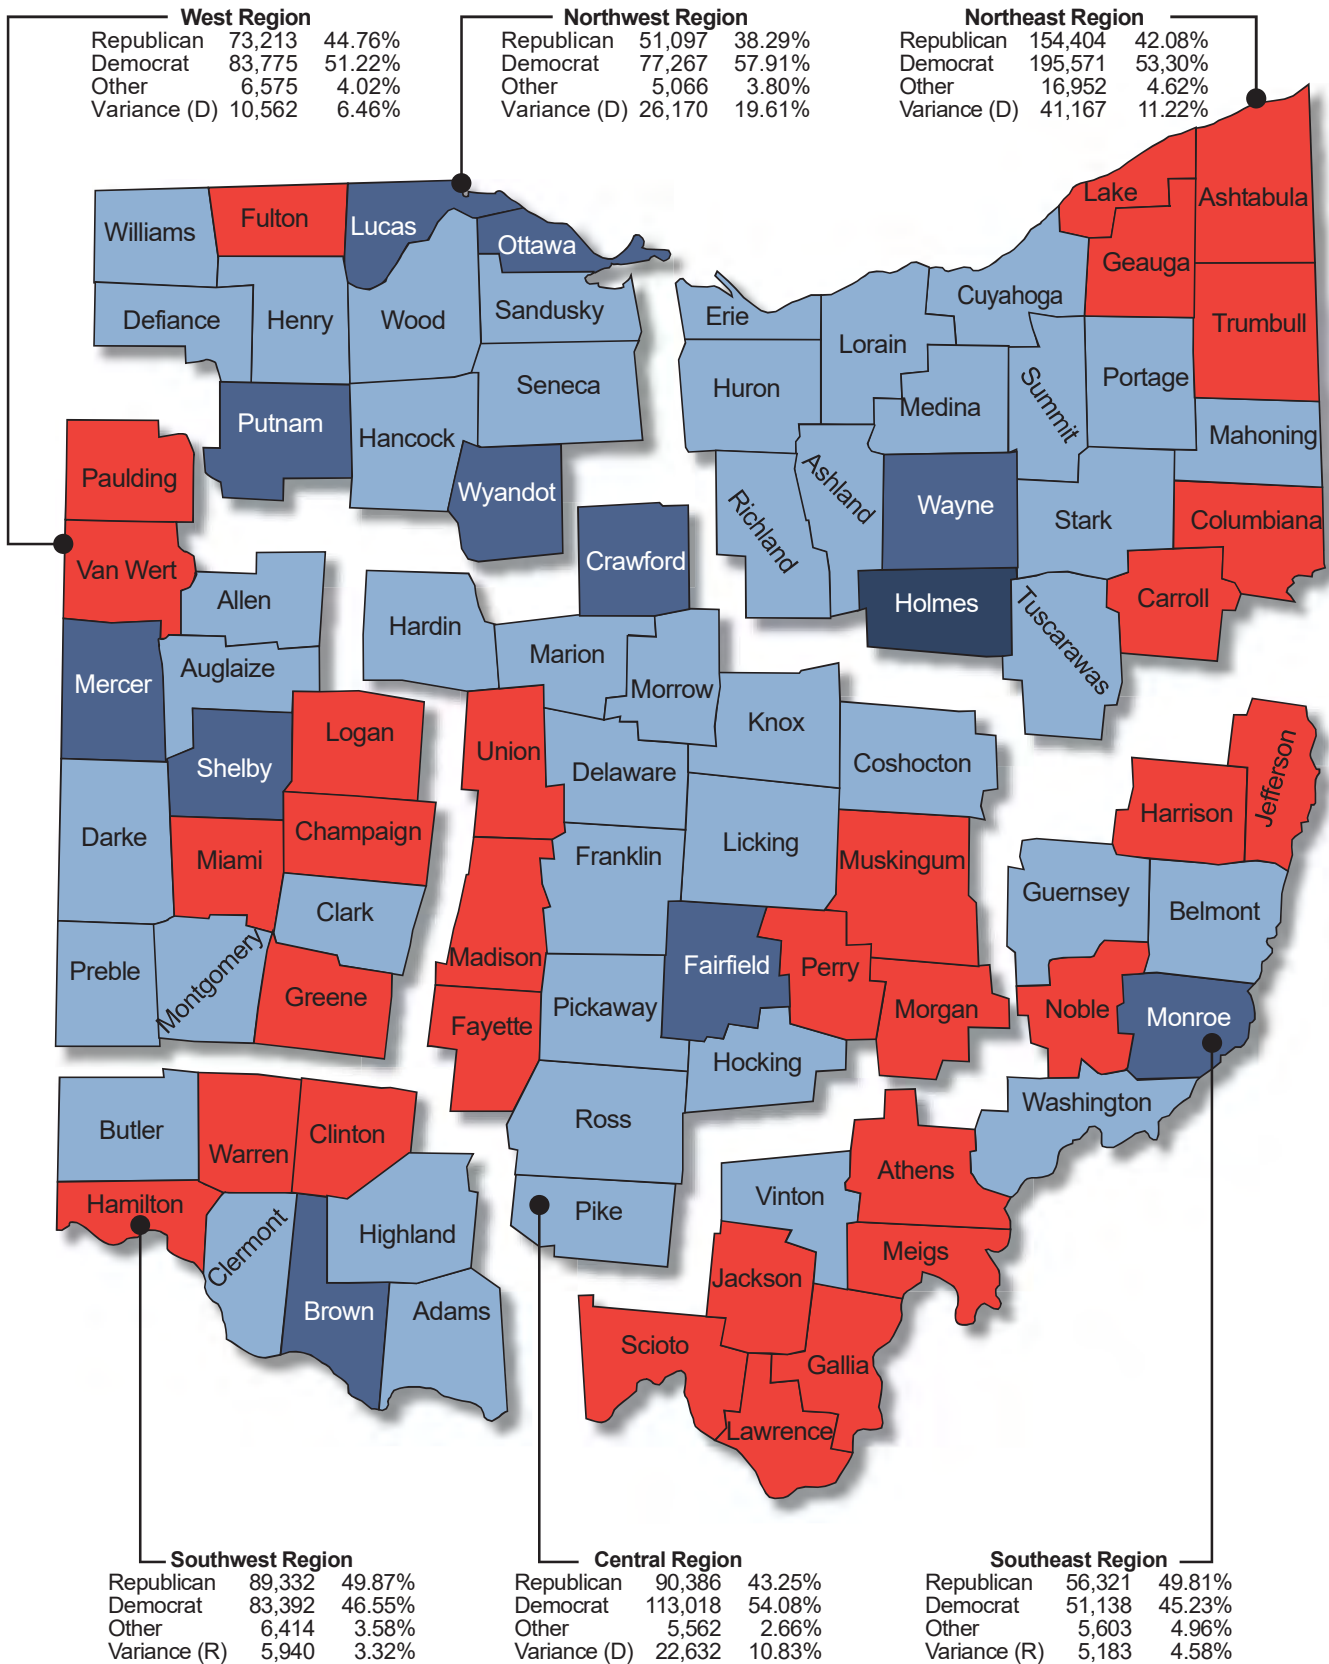 West Region
Republican 73,213 44.76%
Democrat 83,775 51.22%
Other 6,575 4.02%
Variance (D) 10,562 6.46%
Northwest Region
Republican 51,097 38.29%
Democrat 77,267 57.91%
Other 5,066 3.80%
Variance (D) 26,170 19.61%
Northeast Region
Republican 154,404 42.08%
Democrat 195,571 53,30%
Other 16,952 4.62%
Variance (D) 41,167 11.22%
Williams
Fulton
Lucas
Ottawa
Defiance
Henry
Wood
Sandusky
Seneca
Putnam
Hancock
Wyandot
Lake
Ashtabula
Geauga
Cuyahoga
Trumbull
Erie
Lorain
Huron
Medina
Summit
Portage
Mahoning
Richland
Ashland
Wayne
Stark
Columbiana
Holmes
Tuscarawas
Carroll
Paulding
Van Wert
Allen
Mercer
Auglaize
Shelby
Logan
Darke
Miami
Champaign
Clark
Preble
Montgomery
Greene
Crawford
Hardin
Marion
Morrow
Union
Delaware
Knox
Coshocton
Franklin
Licking
Muskingum
Madison
Fairfield
Perry
Morgan
Fayette
Pickaway
Hocking
Ross
Pike
Jefferson
Harrison
Guernsey
Belmont
Noble
Monroe
Washington
Athens
Vinton
Meigs
Jackson
Scioto
Gallia
Lawrence
Butler
Warren
Clinton
Hamilton
Clermont
Highland
Brown
Adams
Southwest Region
Republican 89,332 49.87%
Democrat 83,392 46.55%
Other 6,414 3.58%
Variance (R) 5,940 3.32%
Central Region
Republican 90,386 43.25%
Democrat 113,018 54.08%
Other 5,562 2.66%
Variance (D) 22,632 10.83%
Southeast Region
Republican 56,321 49.81%
Democrat 51,138 45.23%
Other 5,603 4.96%
Variance (R) 5,183 4.58%